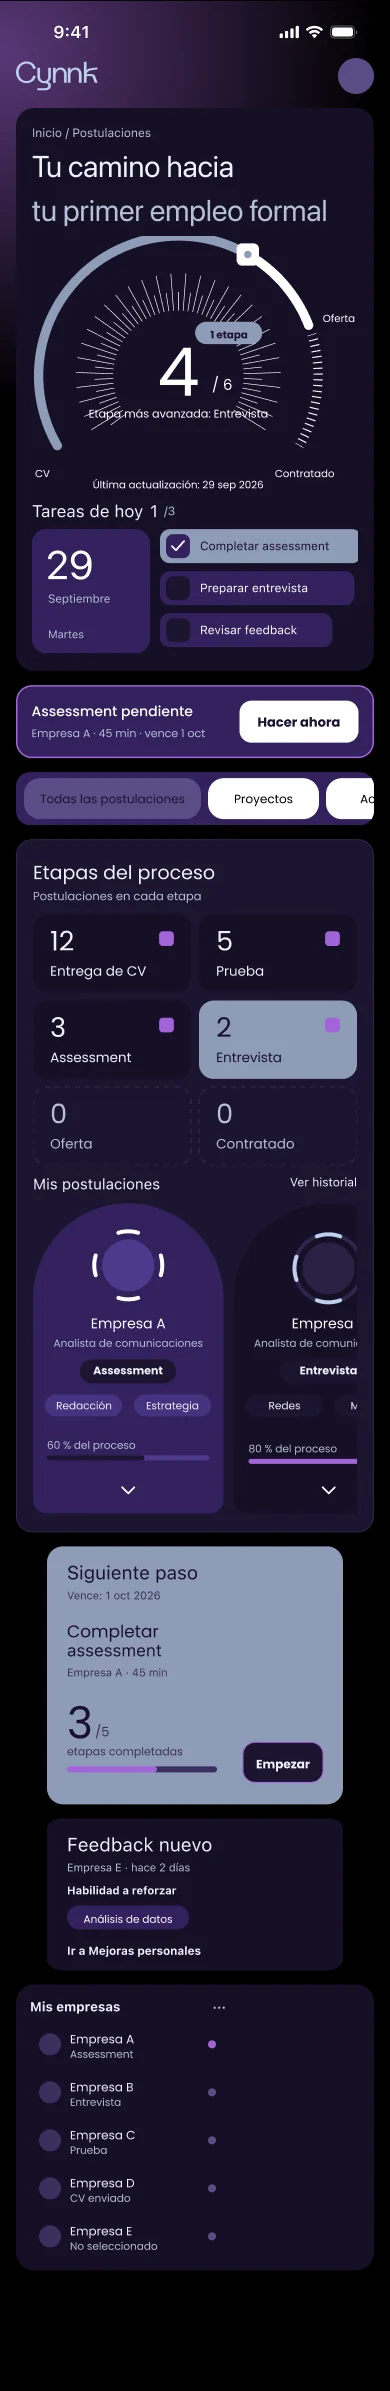 9:41
Cynnk
Inicio / Postulaciones
Tu camino hacia
tu primer empleo formal
Oferta
1 etapa
4 / 6
Etapa más avanzada: Entrevista
CV
Contratado
Última actualización: 29 sep 2026
Tareas de hoy 1 /3
29
Septiembre
Martes
Completar assessment
Preparar entrevista
Revisar feedback
Assessment pendiente
Empresa A · 45 min · vence 1 oct
Hacer ahora
Todas las postulaciones
Proyectos
Ac
Etapas del proceso
Postulaciones en cada etapa
12
Entrega de CV
5
Prueba
3
Assessment
2
Entrevista
0
Oferta
0
Contratado
Mis postulaciones
Ver historial
Empresa A
Analista de comunicaciones
Assessment
Redacción
Estrategia
60 % del proceso
Empresa
Analista de comuni
Entrevista
Redes
M
80 % del proceso
Siguiente paso
Vence: 1 oct 2026
Completar
assessment
Empresa A · 45 min
3 /5
etapas completadas
Empezar
Feedback nuevo
Empresa E · hace 2 días
Habilidad a reforzar
Análisis de datos
Ir a Mejoras personales
Mis empresas
...
Empresa A
Assessment
Empresa B
Entrevista
Empresa C
Prueba
Empresa D
CV enviado
Empresa E
No seleccionado